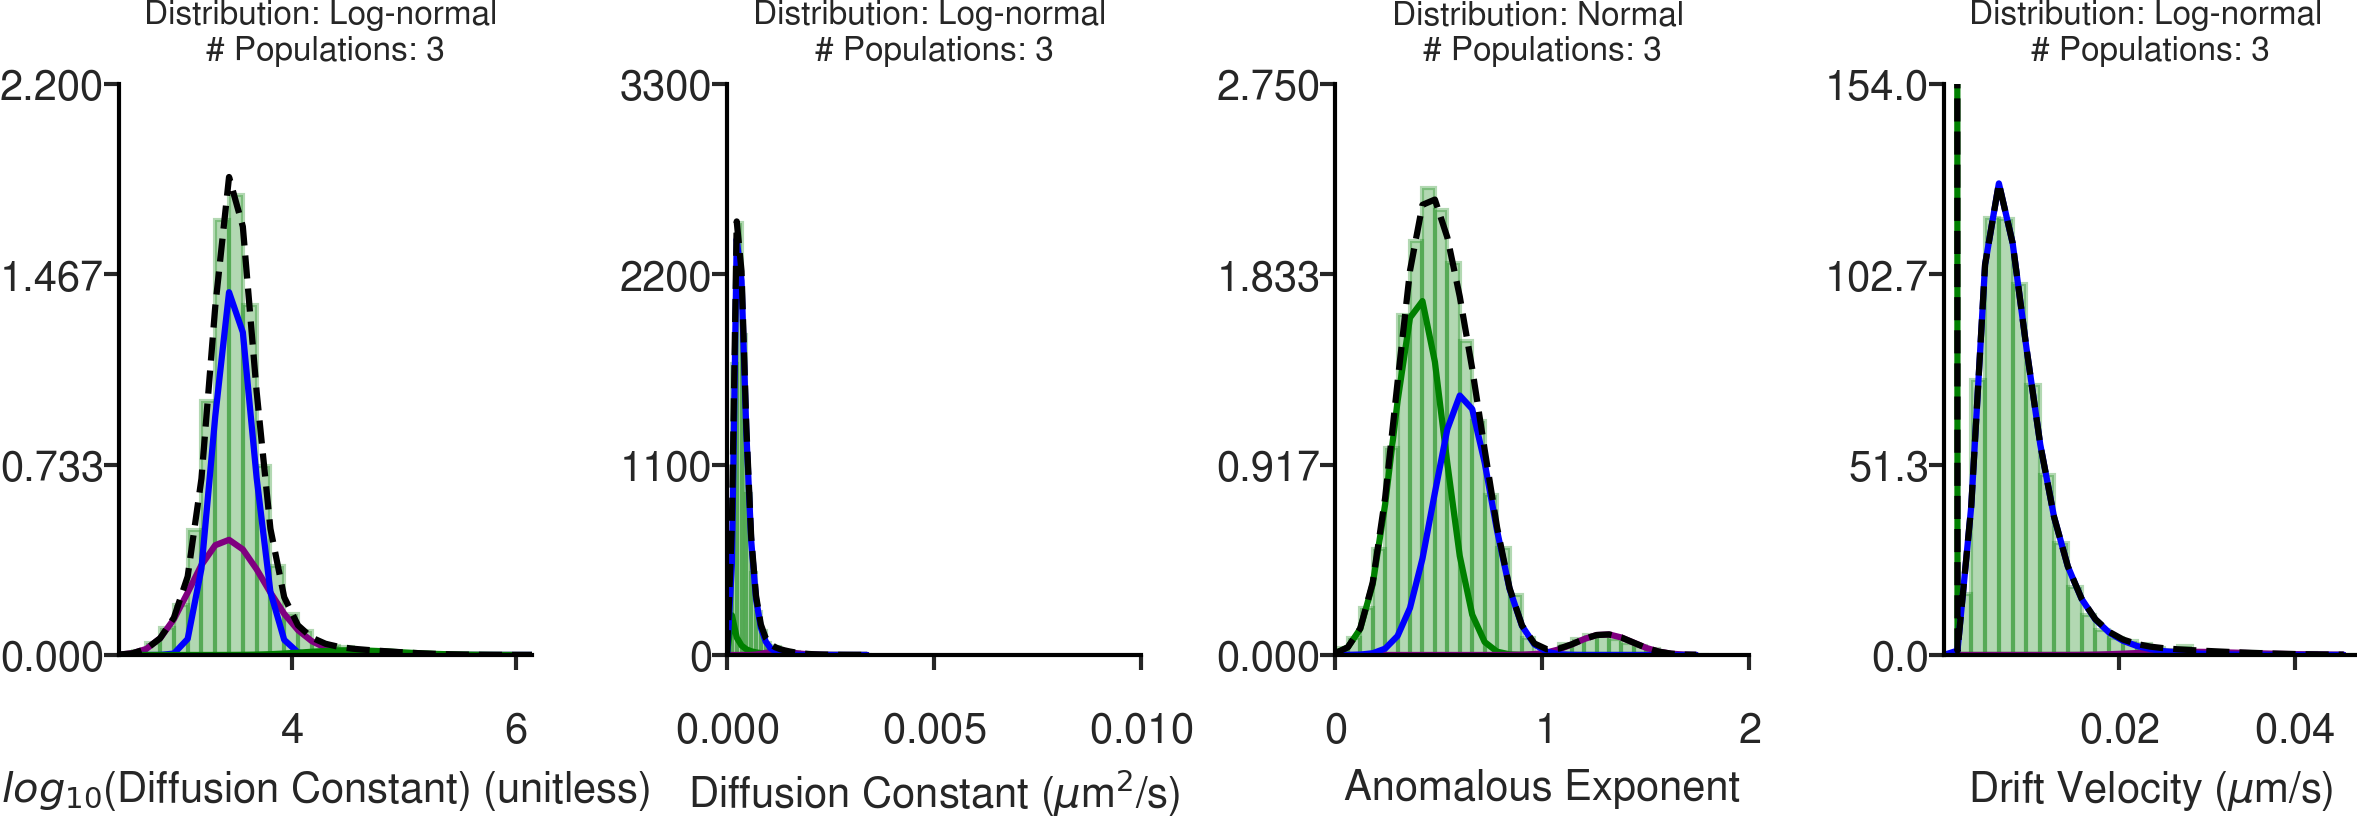 Distribution: Log-normal
# Populations: 3
2.200
1.467
0.733
0.000
4
6
log10(Diffusion Constant) (unitless)
Distribution: Log-normal
# Populations: 3
3300
2200
1100
0
0.000
0.005
0.010
Diffusion Constant (μm²/s)
Distribution: Normal
# Populations: 3
2.750
1.833
0.917
0.000
0
1
2
Anomalous Exponent
Distribution: Log-normal
# Populations: 3
154.0
102.7
51.3
0.0
0.02
0.04
Drift Velocity (μm/s)